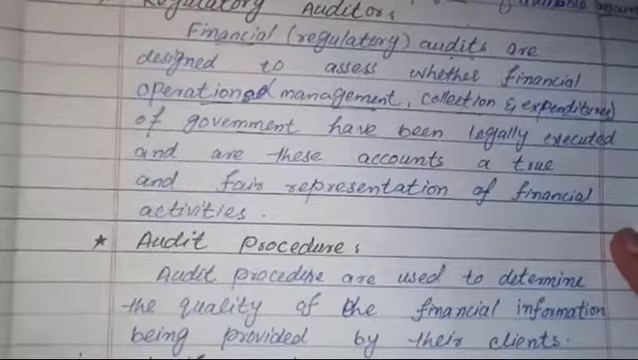 Regulatory Auditor:
Financial (regulatory) audits are
designed to assess whether financial
operational management, collection & expenditures)
of govemment have been legally executed
and are these accounts a true
and fair representation of financial
activities.
* Audit Procedure:
Audit procedure are used to determine
the quality of the financial information
being provided by their clients.